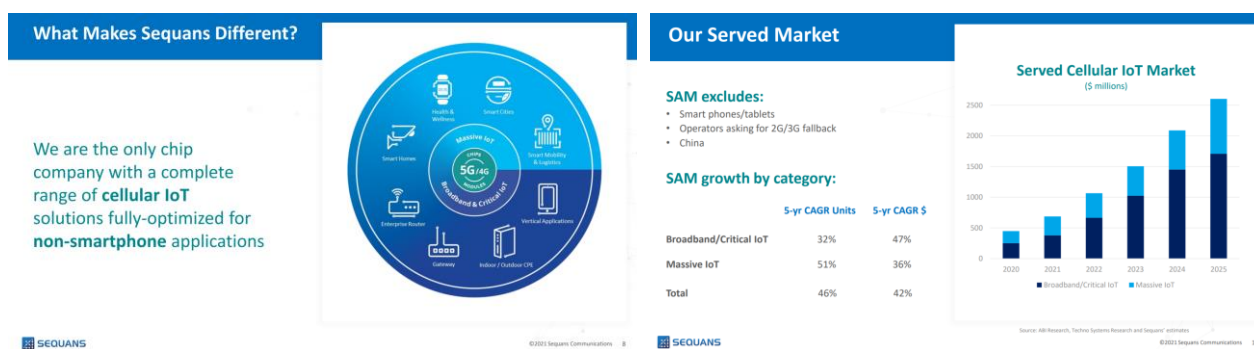 What Makes Sequans Different?
We are the only chip
company with a complete
range of cellular IoT
solutions fully-optimized for
non-smartphone applications
Health &
Wellness
Smart Cities
Smart Homes
Smart Mobility
& Logistics
Massive IoT
CHIPS
5G/4G
MODULES
Broadband & Critical IoT
Enterprise Router
Vertical Applications
Gateway
Indoor / Outdoor CPE
SEQUANS
©2021 Sequans Communications 8
Our Served Market
SAM excludes:
• Smart phones/tablets
• Operators asking for 2G/3G fallback
• China
SAM growth by category:
5-yr CAGR Units 5-yr CAGR $
Broadband/Critical IoT 32% 47%
Massive IoT 51% 36%
Total 46% 42%
Served Cellular IoT Market
($ millions)
2500
2000
1500
1000
500
0
2020 2021 2022 2023 2024 2025
Broadband/Critical IoT Massive IoT
Source: ABI Research, Techno Systems Research and Sequans' estimates
SEQUANS
©2021 Sequans Communications